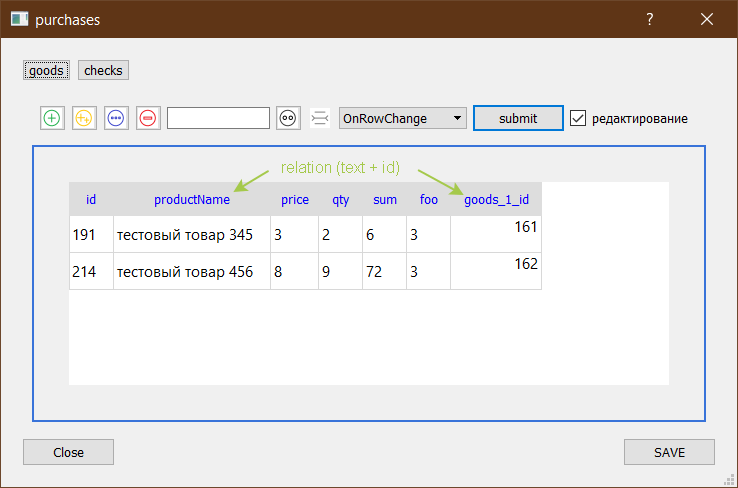 purchases
goods checks
OnRowChange submit редактирование
relation (text + id)
id productName price qty sum foo goods_1_id
191 тестовый товар 345 3 2 6 3 161
214 тестовый товар 456 8 9 72 3 162
Close SAVE